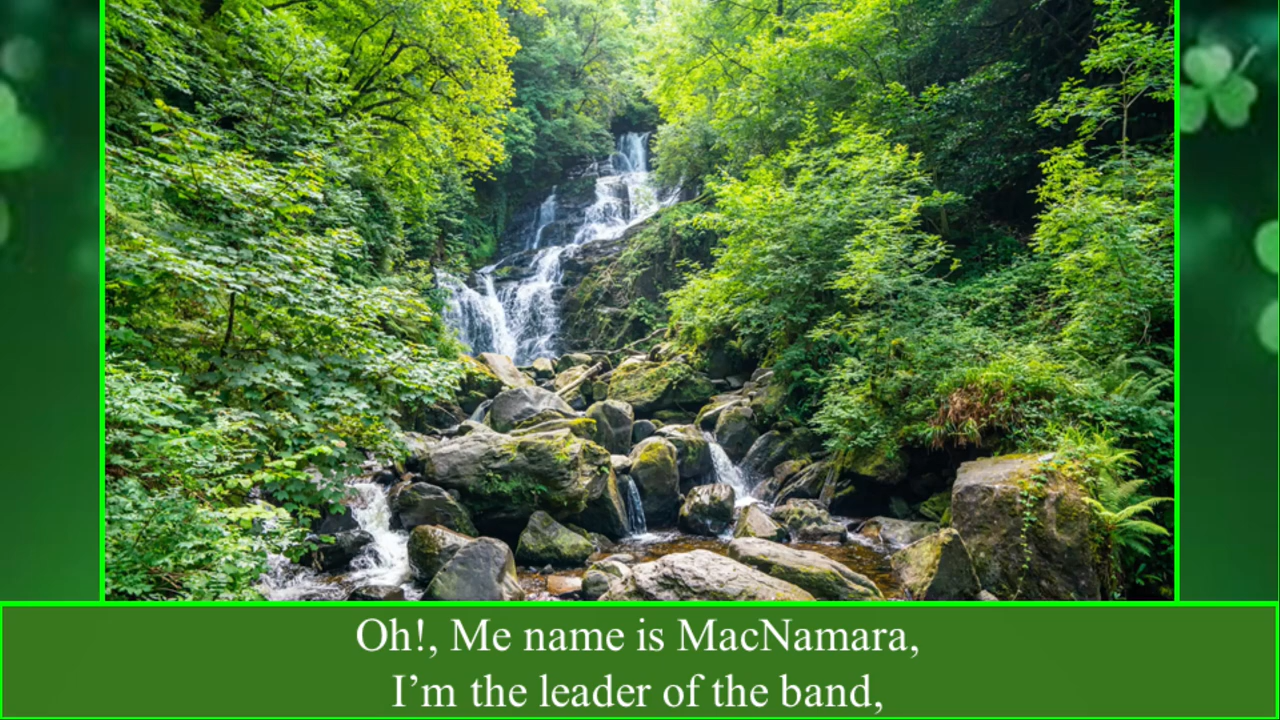 Oh!, Me name is MacNamara,
I’m the leader of the band,